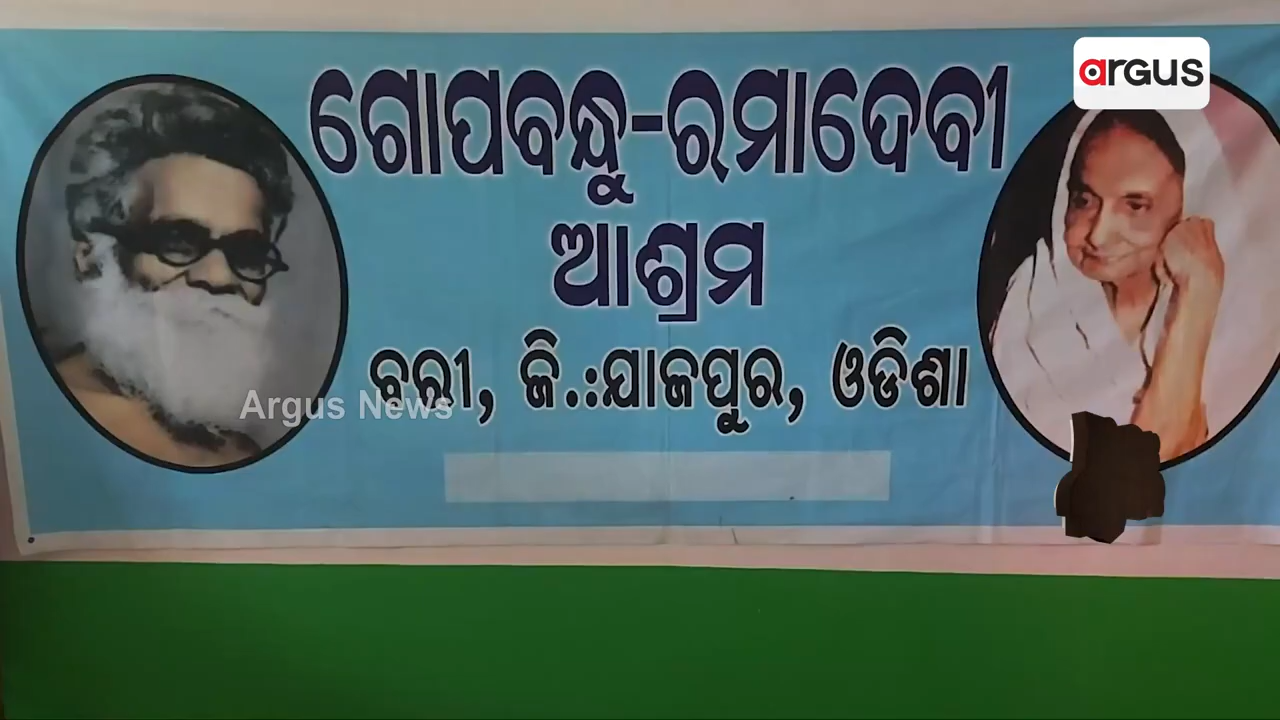 argus
ଗୋପବନ୍ଧୁ-ରମାଦେବୀ
ଆଶ୍ରମ
ବରୀ, ଜି.:ଯାଜପୁର, ଓଡିଶା
Argus News